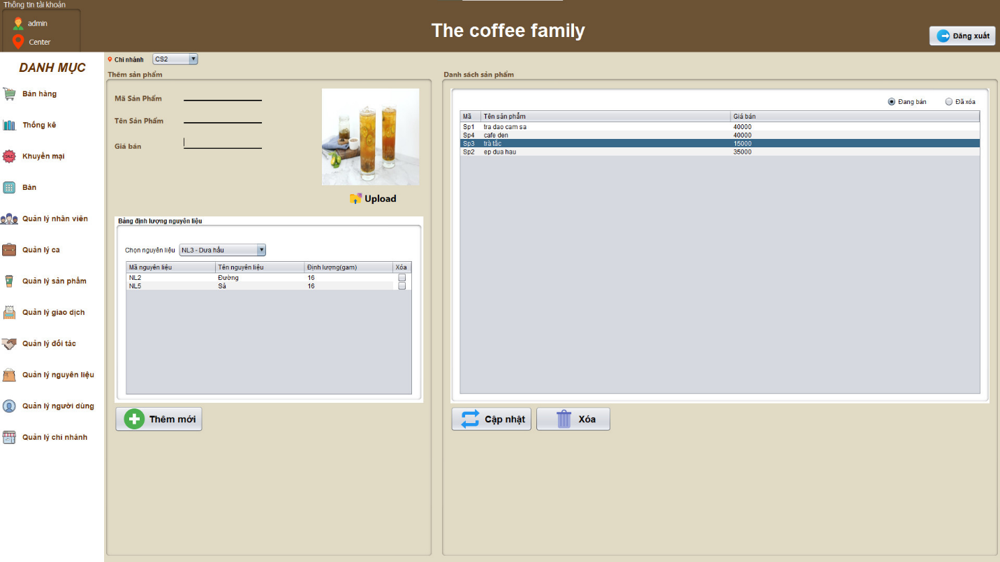 Thông tin tài khoản
admin
Center
The coffee family
Đăng xuất
DANH MỤC
Bán hàng
Thống kê
Khuyến mại
Bàn
Quản lý nhân viên
Quản lý ca
Quản lý sản phẩm
Quản lý giao dịch
Quản lý đối tác
Quản lý nguyên liệu
Quản lý người dùng
Quản lý chi nhánh
Chi nhánh CS2
Thêm sản phẩm
Mã Sản Phẩm
Tên Sản Phẩm
Giá bán
Upload
Bảng định lượng nguyên liệu
Chọn nguyên liệu NL3 - Dưa hấu
Mã nguyên liệu Tên nguyên liệu Định lượng(gam) Xóa
NL2 Đường 16
NL5 Sả 16
Thêm mới
Danh sách sản phẩm
Đang bán Đã xóa
Mã Tên sản phẩm Giá bán
Sp1 tra dao cam sa 40000
Sp4 cafe den 40000
Sp3 trà tắc 15000
Sp2 ep dua hau 35000
Cập nhật Xóa